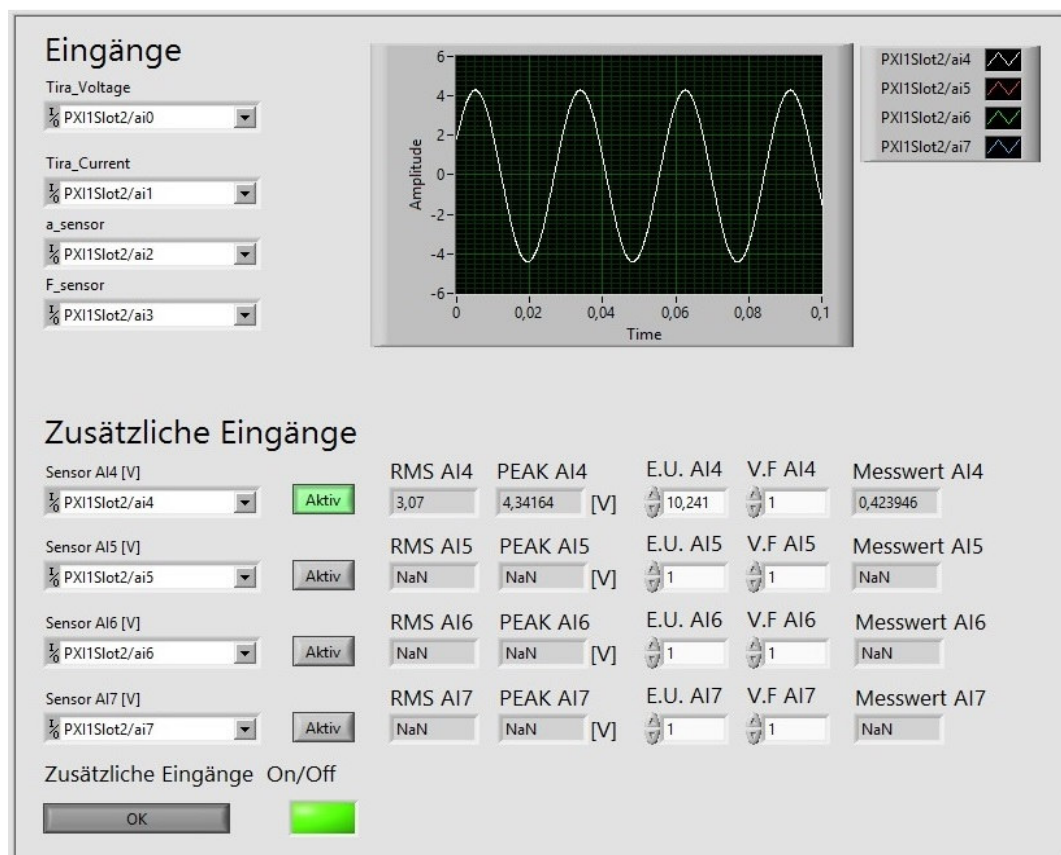 Eingänge
Tira_Voltage
PXI1Slot2/ai0
Tira_Current
PXI1Slot2/ai1
a_sensor
PXI1Slot2/ai2
F_sensor
PXI1Slot2/ai3
6
4
2
0
-2
-4
-6
Amplitude
0 0,02 0,04 0,06 0,08 0,1
Time
PXI1Slot2/ai4
PXI1Slot2/ai5
PXI1Slot2/ai6
PXI1Slot2/ai7
Zusätzliche Eingänge
Sensor AI4 [V] RMS AI4 PEAK AI4 E.U. AI4 V.F AI4 Messwert AI4
PXI1Slot2/ai4 Aktiv 3,07 4,34164 [V] 10,241 1 0,423946
Sensor AI5 [V] RMS AI5 PEAK AI5 E.U. AI5 V.F AI5 Messwert AI5
PXI1Slot2/ai5 Aktiv NaN NaN [V] 1 1 NaN
Sensor AI6 [V] RMS AI6 PEAK AI6 E.U. AI6 V.F AI6 Messwert AI6
PXI1Slot2/ai6 Aktiv NaN NaN [V] 1 1 NaN
Sensor AI7 [V] RMS AI7 PEAK AI7 E.U. AI7 V.F AI7 Messwert AI7
PXI1Slot2/ai7 Aktiv NaN NaN [V] 1 1 NaN
Zusätzliche Eingänge On/Off
OK